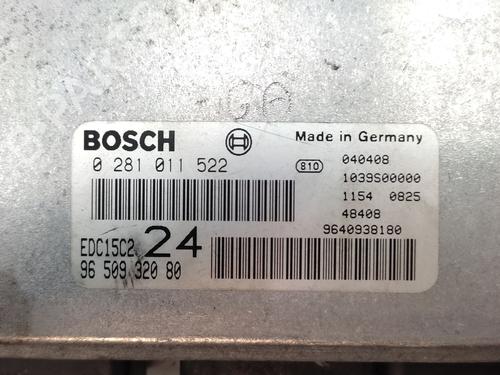 BOSCH
Made in Germany
0 281 011 522
810
040408
1039S00000
1154 0825
48408
9640938180
EDC15C2 24
96 509 320 80